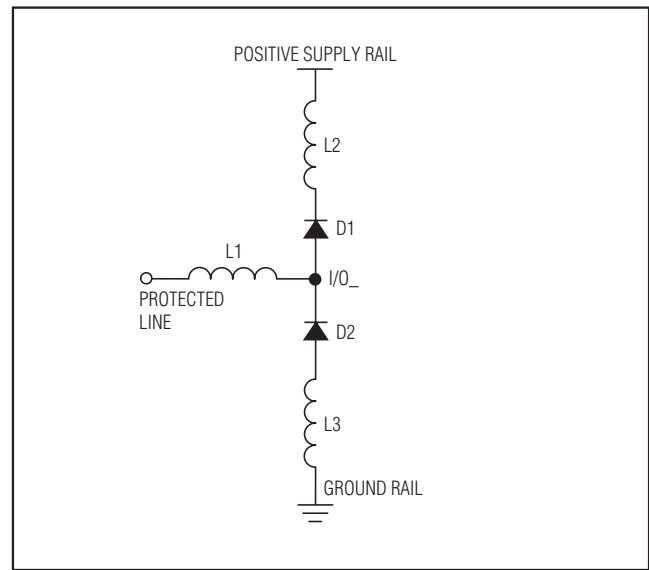 POSITIVE SUPPLY RAIL
L2
D1
L1
I/O_
PROTECTED
LINE
D2
L3
GROUND RAIL